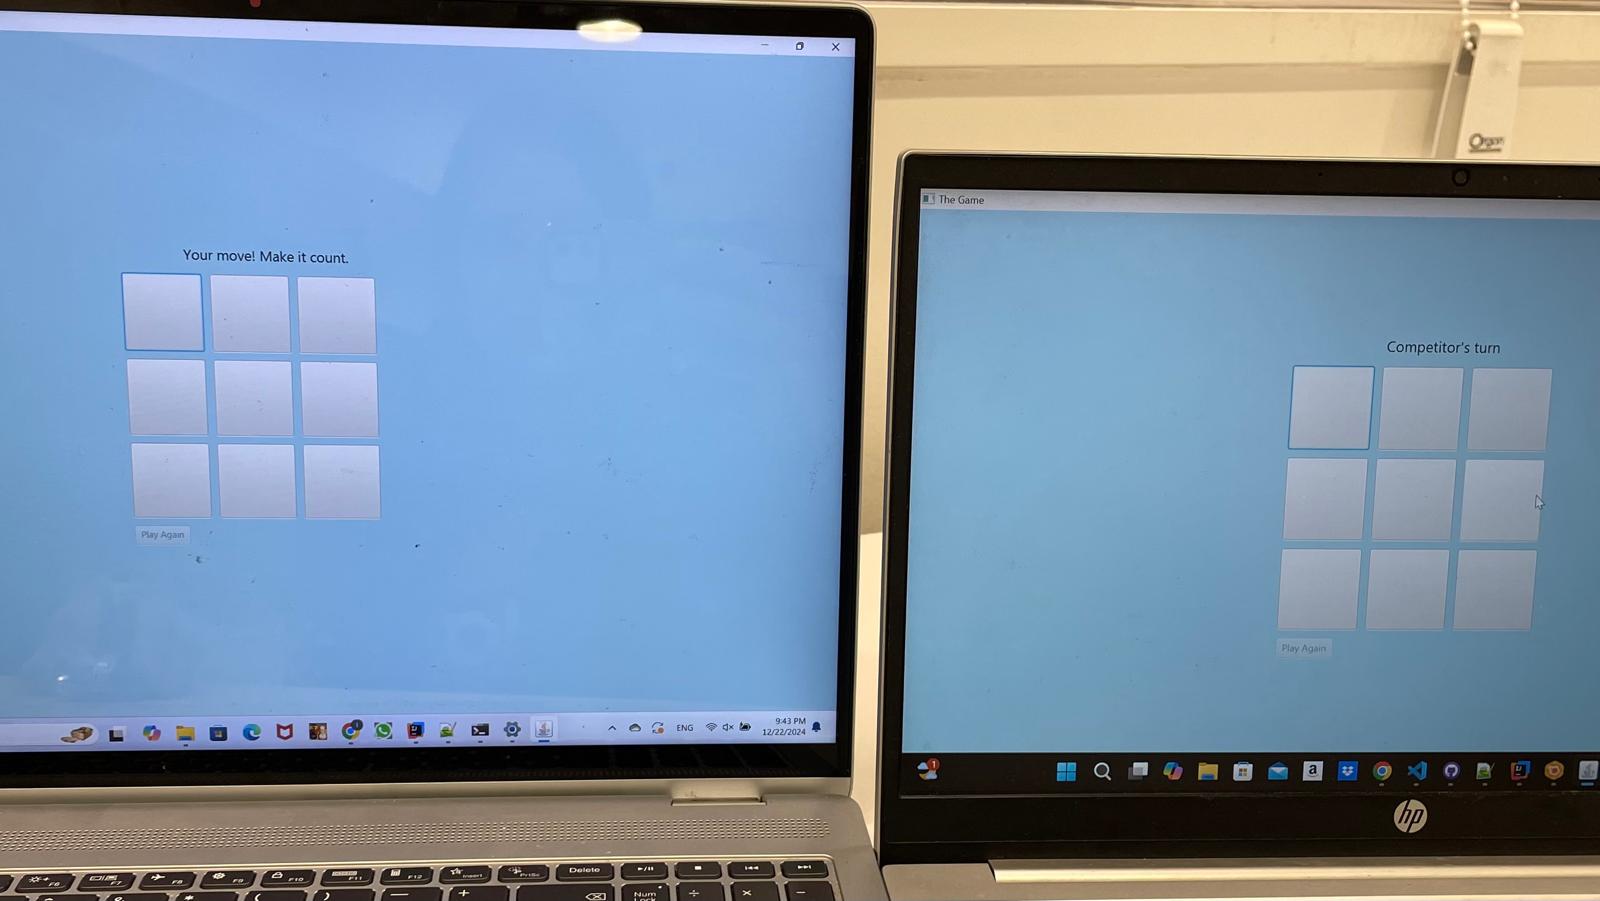 Your move! Make it count.
Play Again
ENG
9:43 PM
12/22/2024
F6
F7
F8
F9
F10
F11
F12
Insert
PrtSc
Delete
Num
Lock
Organ
The Game
Competitor's turn
Play Again
1
a
hp